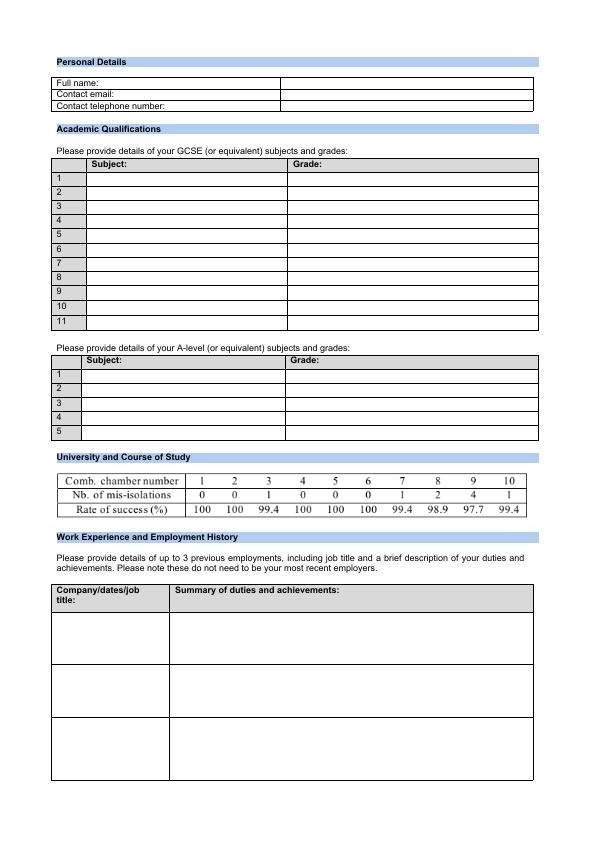 Personal Details
Full name:
Contact email:
Contact telephone number:
Academic Qualifications
Please provide details of your GCSE (or equivalent) subjects and grades:
Subject: Grade:
1
2
3
4
5
6
7
8
9
10
11
Please provide details of your A-level (or equivalent) subjects and grades:
Subject: Grade:
1
2
3
4
5
University and Course of Study
Comb. chamber number 1 2 3 4 5 6 7 8 9 10
Nb. of mis-isolations 0 0 1 0 0 0 1 2 4 1
Rate of success (%) 100 100 99.4 100 100 100 99.4 98.9 97.7 99.4
Work Experience and Employment History
Please provide details of up to 3 previous employments, including job title and a brief description of your duties and
achievements. Please note these do not need to be your most recent employers.
Company/dates/job Summary of duties and achievements:
title: